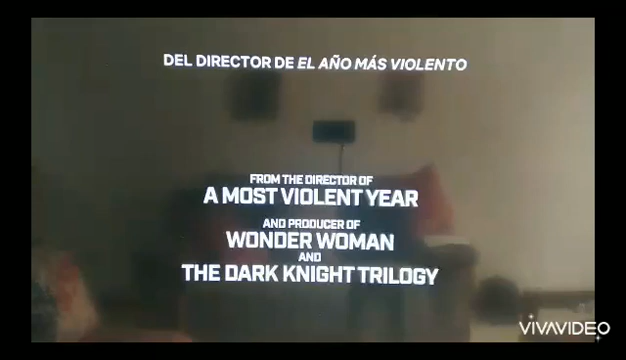 DEL DIRECTOR DE EL AÑO MÁS VIOLENTO
FROM THE DIRECTOR OF
A MOST VIOLENT YEAR
AND PRODUCER OF
WONDER WOMAN
AND
THE DARK KNIGHT TRILOGY
VIVAVIDEO